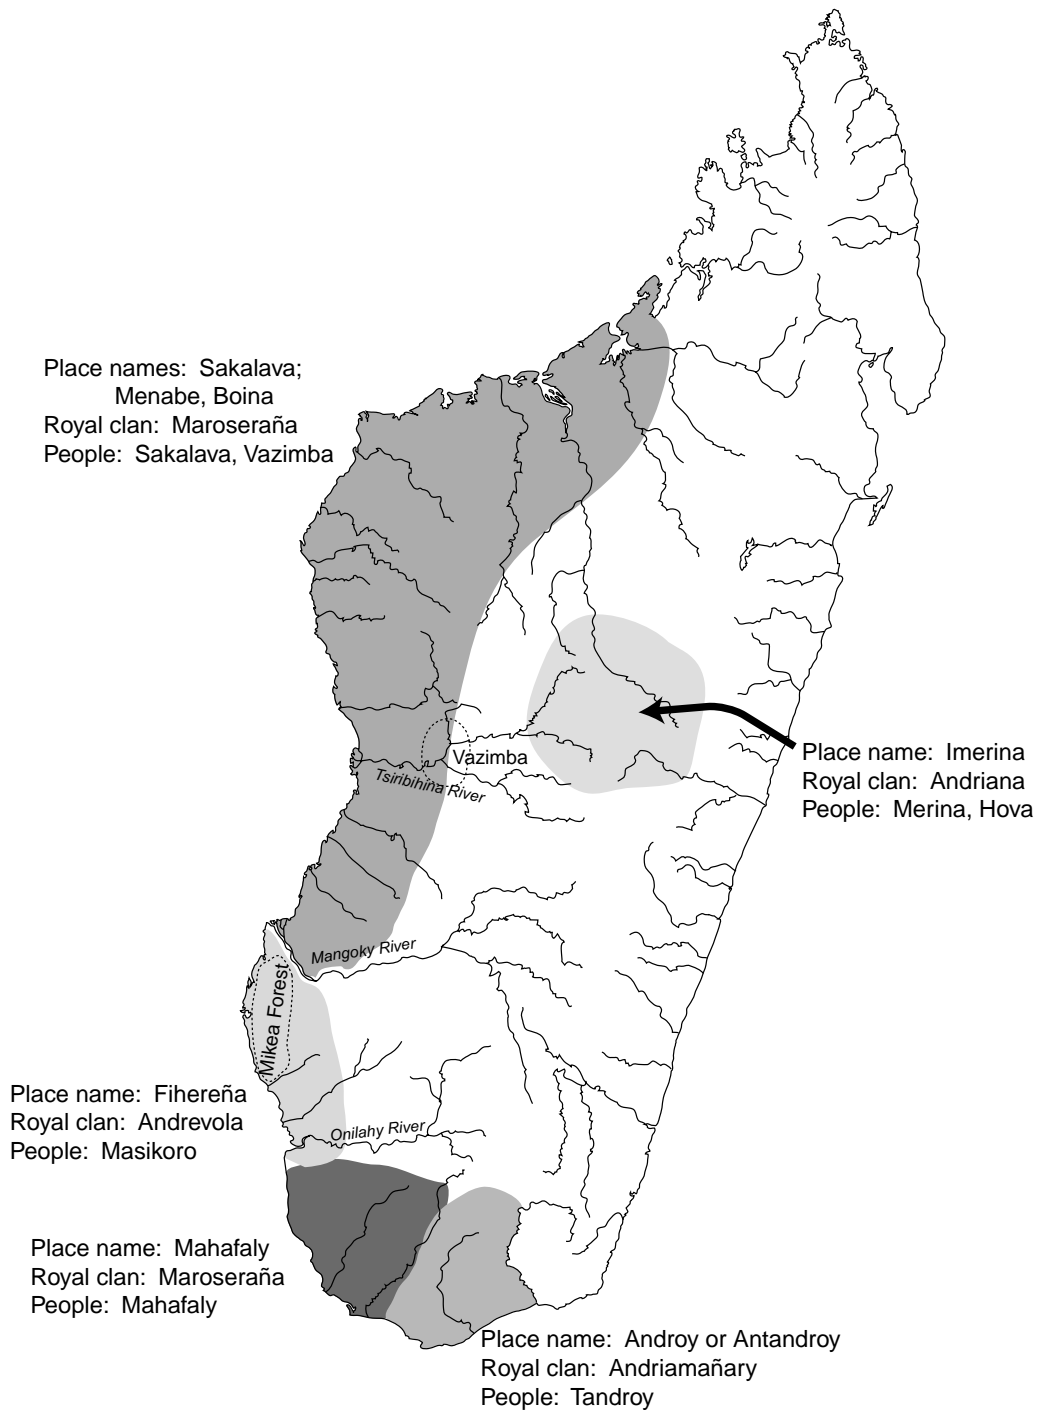 Place names: Sakalava;
Menabe, Boina
Royal clan: Maroseraña
People: Sakalava, Vazimba
Vazimba
Tsiribihina River
Place name: Imerina
Royal clan: Andriana
People: Merina, Hova
Mangoky River
Mikea Forest
Place name: Fihereña
Royal clan: Andrevola
People: Masikoro
Onilahy River
Place name: Mahafaly
Royal clan: Maroseraña
People: Mahafaly
Place name: Androy or Antandroy
Royal clan: Andriamañary
People: Tandroy